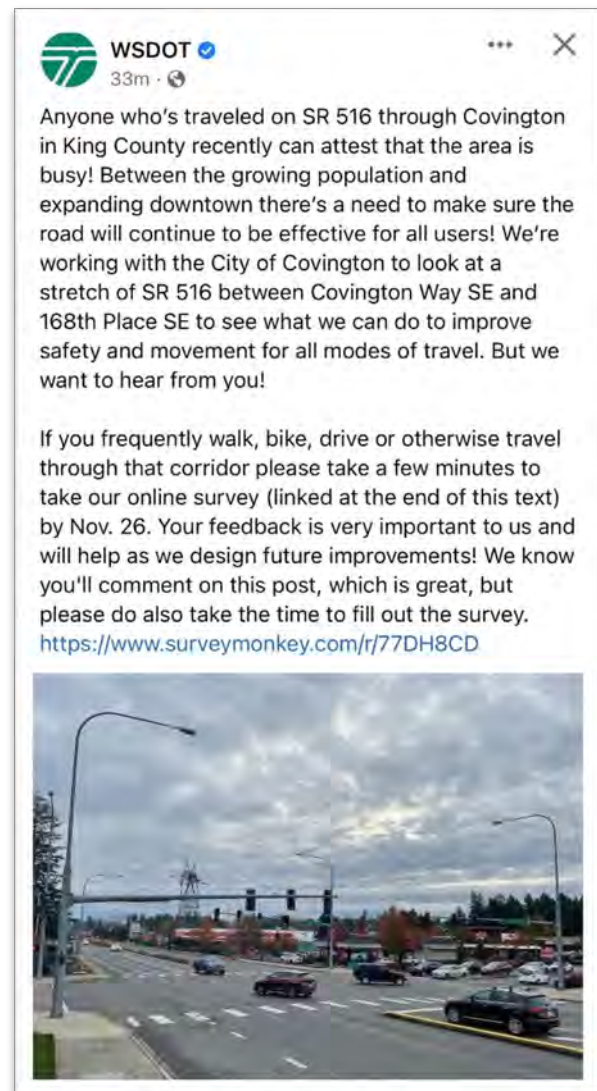 WSDOT
33m ·
Anyone who's traveled on SR 516 through Covington
in King County recently can attest that the area is
busy! Between the growing population and
expanding downtown there's a need to make sure the
road will continue to be effective for all users! We're
working with the City of Covington to look at a
stretch of SR 516 between Covington Way SE and
168th Place SE to see what we can do to improve
safety and movement for all modes of travel. But we
want to hear from you!
If you frequently walk, bike, drive or otherwise travel
through that corridor please take a few minutes to
take our online survey (linked at the end of this text)
by Nov. 26. Your feedback is very important to us and
will help as we design future improvements! We know
you'll comment on this post, which is great, but
please do also take the time to fill out the survey.
https://www.surveymonkey.com/r/77DH8CD